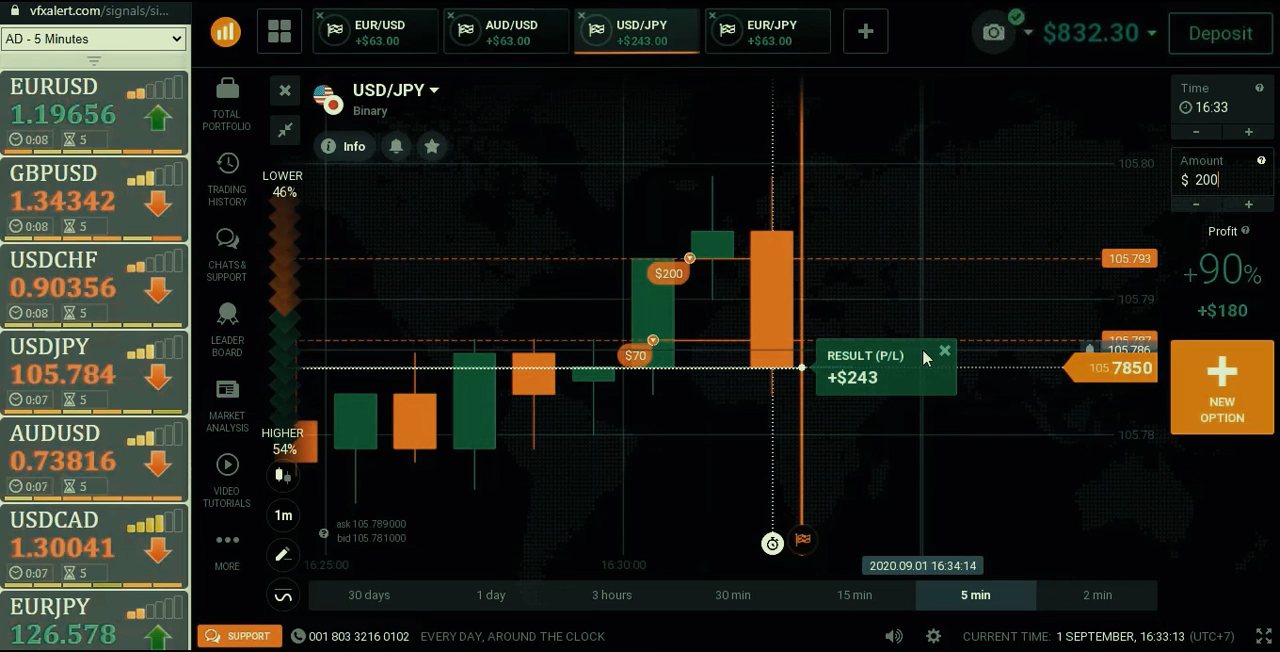 vfxalert.com/signals/si...
AD - 5 Minutes
EURUSD
1.19656
0:08 5
GBPUSD
1.34342
0:08 5
USDCHF
0.90356
0:08 5
USDJPY
105.784
0:07 5
AUDUSD
0.73816
0:07 5
USDCAD
1.30041
0:07 5
EURJPY
126.578
EUR/USD
+$63.00
AUD/USD
+$63.00
USD/JPY
+$243.00
EUR/JPY
+$63.00
$832.30
Deposit
TOTAL
PORTFOLIO
TRADING
HISTORY
CHATS &
SUPPORT
LEADER
BOARD
MARKET
ANALYSIS
VIDEO
TUTORIALS
MORE
USD/JPY
Binary
Info
LOWER
46%
HIGHER
54%
1m
$200
$70
RESULT (P/L)
+$243
ask 105.789000
bid 105.781000
105.80
105.793
105.79
105.787
105.786
105.7850
105.78
16:25:00
16:30:00
2020.09.01 16:34:14
30 days
1 day
3 hours
30 min
15 min
5 min
2 min
Time
16:33
Amount
$ 200
Profit
+90%
+$180
NEW
OPTION
SUPPORT
001 803 3216 0102
EVERY DAY, AROUND THE CLOCK
CURRENT TIME: 1 SEPTEMBER, 16:33:13 (UTC+7)